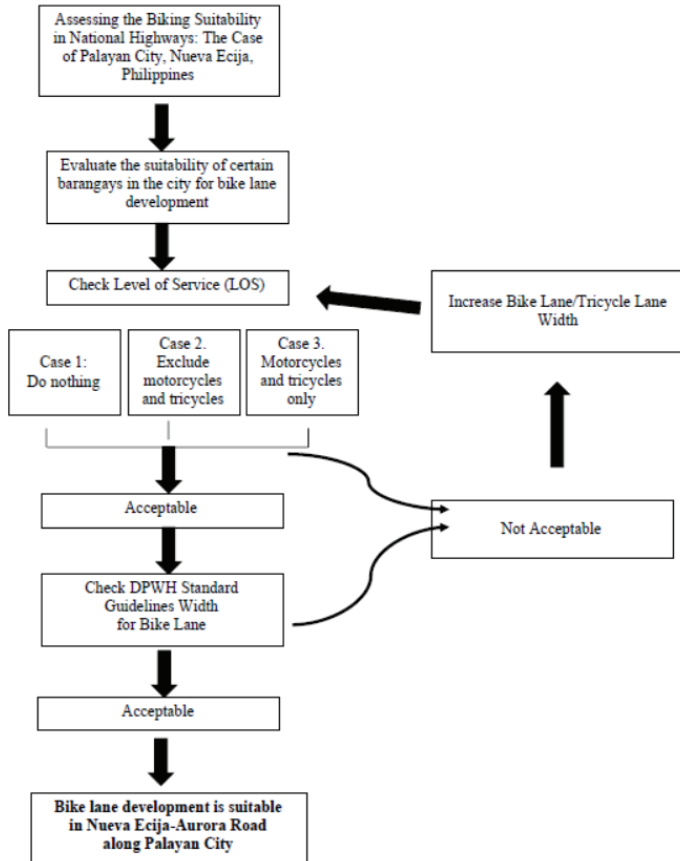 Assessing the Biking Suitability
in National Highways: The Case
of Palayan City, Nueva Ecija,
Philippines
Evaluate the suitability of certain
barangays in the city for bike lane
development
Check Level of Service (LOS)
Increase Bike Lane/Tricycle Lane
Width
Case 1:
Do nothing
Case 2.
Exclude
motorcycles
and tricycles
Case 3.
Motorcycles
and tricycles
only
Acceptable
Not Acceptable
Check DPWH Standard
Guidelines Width
for Bike Lane
Acceptable
Bike lane development is suitable
in Nueva Ecija-Aurora Road
along Palayan City